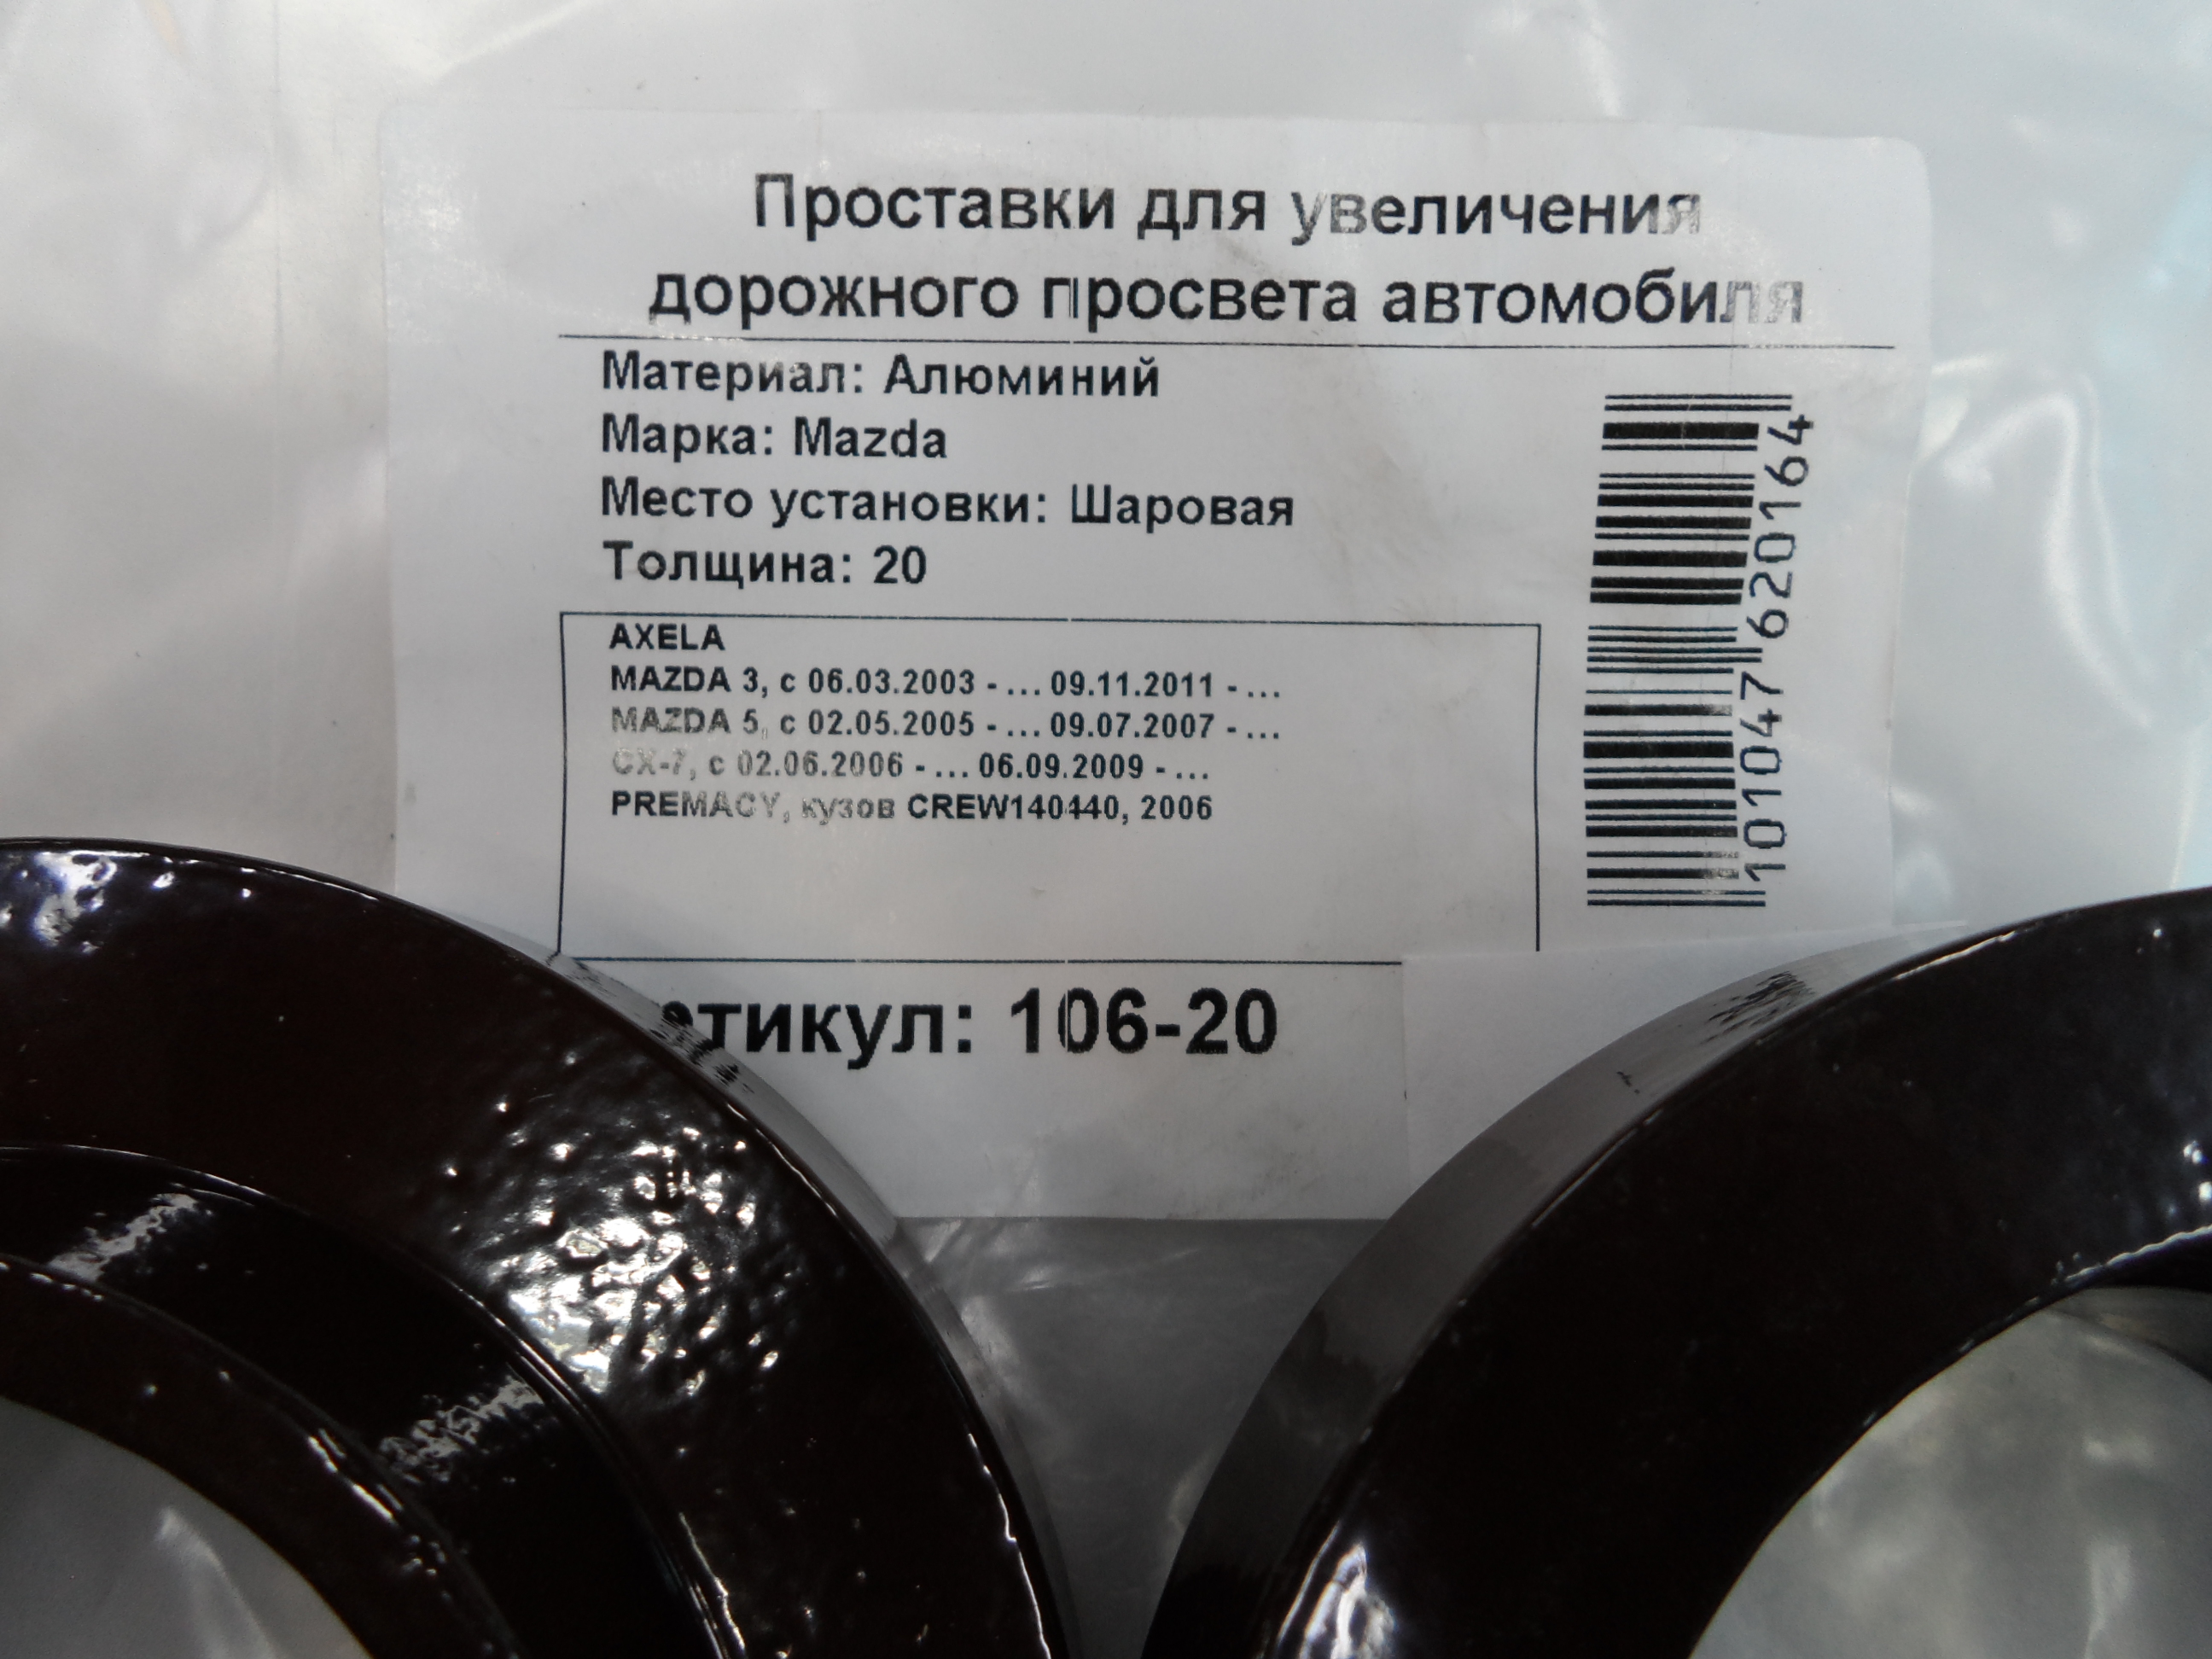 Проставки для увеличения
дорожного просвета автомобиля
Материал: Алюминий
Марка: Mazda
Место установки: Шаровая
Толщина: 20
AXELA
MAZDA 3, с 06.03.2003 - ... 09.11.2011 - ...
MAZDA 5, с 02.05.2005 - ... 09.07.2007 - ...
CX-7, с 02.06.2006 - ... 06.09.2009 - ...
PREMACY, кузов CREW140440, 2006
тикул: 106-20
101047 620164